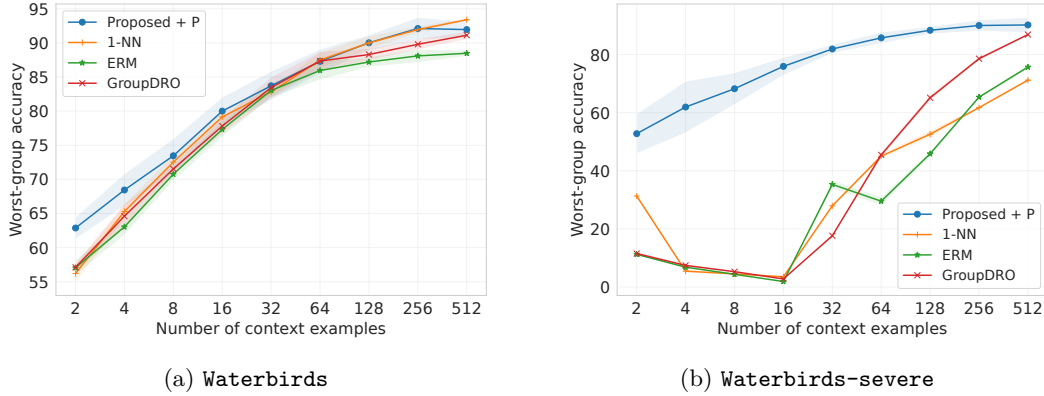 95
90
85
80
75
70
65
60
55
Worst-group accuracy
Proposed + P
1-NN
ERM
GroupDRO
2 4 8 16 32 64 128 256 512
Number of context examples
(a) Waterbirds
80
60
40
20
0
Worst-group accuracy
Proposed + P
1-NN
ERM
GroupDRO
2 4 8 16 32 64 128 256 512
Number of context examples
(b) Waterbirds-severe